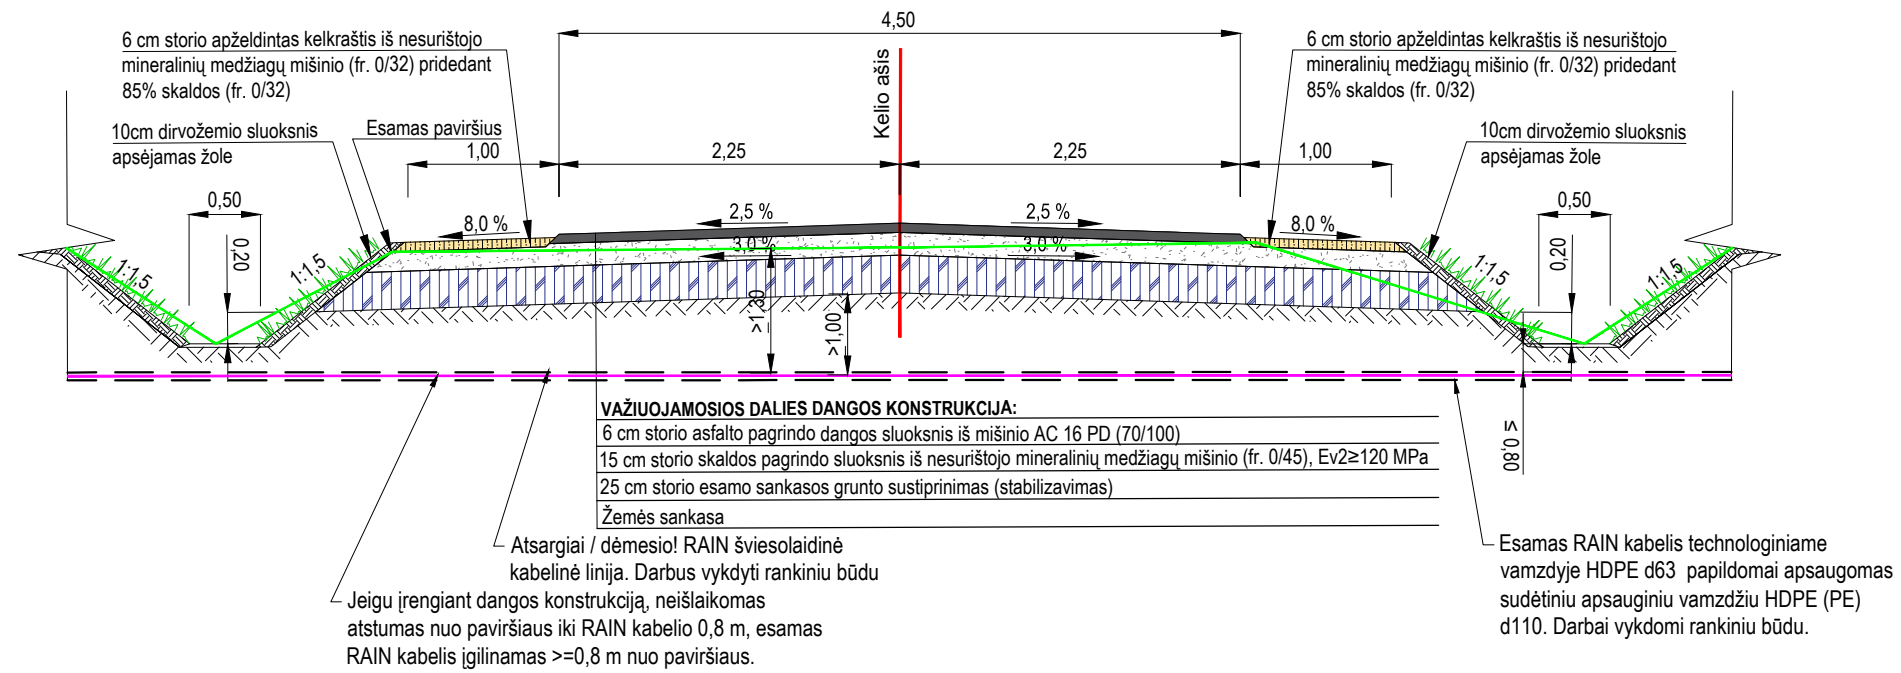 4,50
6 cm storio apželdintas kelkraštis iš nesurištojo
mineralinių medžiagų mišinio (fr. 0/32) pridedant
85% skaldos (fr. 0/32)
6 cm storio apželdintas kelkraštis iš nesurištojo
mineralinių medžiagų mišinio (fr. 0/32) pridedant
85% skaldos (fr. 0/32)
Kelio ašis
10cm dirvožemio sluoksnis
apsėjamas žole
Esamas paviršius
10cm dirvožemio sluoksnis
apsėjamas žole
1,00
2,25
2,25
1,00
0,50
0,50
8,0 %
2,5 %
2,5 %
8,0 %
0,20
0,20
3,0 %
3,0 %
1:1,5
1:1,5
1:1,5
1:1,5
>1,30
>1,00
≤ 0,80
VAŽIUOJAMOSIOS DALIES DANGOS KONSTRUKCIJA:
6 cm storio asfalto pagrindo dangos sluoksnis iš mišinio AC 16 PD (70/100)
15 cm storio skaldos pagrindo sluoksnis iš nesurištojo mineralinių medžiagų mišinio (fr. 0/45), Ev2≥120 MPa
25 cm storio esamo sankasos grunto sustiprinimas (stabilizavimas)
Žemės sankasa
Atsargiai / dėmesio! RAIN šviesolaidinė
kabelinė linija. Darbus vykdyti rankiniu būdu
Jeigu įrengiant dangos konstrukciją, neišlaikomas
atstumas nuo paviršiaus iki RAIN kabelio 0,8 m, esamas
RAIN kabelis įgilinamas >=0,8 m nuo paviršiaus.
Esamas RAIN kabelis technologiniame
vamzdyje HDPE d63 papildomai apsaugomas
sudėtiniu apsauginiu vamzdžiu HDPE (PE)
d110. Darbai vykdomi rankiniu būdu.